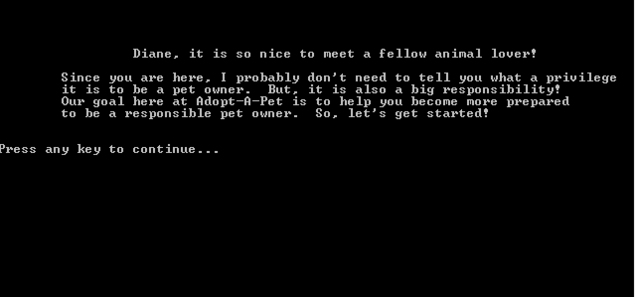 Diane, it is so nice to meet a fellow animal lover!
Since you are here, I probably don't need to tell you what a privilege
it is to be a pet owner.  But, it is also a big responsibility!
Our goal here at Adopt-A-Pet is to help you become more prepared
to be a responsible pet owner.  So, let's get started!
Press any key to continue...